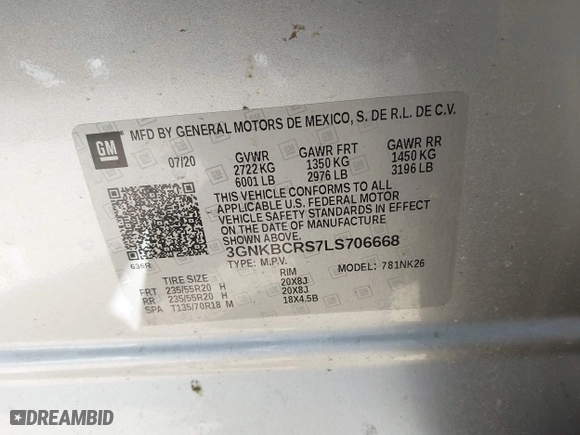 GM
MFD BY GENERAL MOTORS DE MEXICO, S. DE R.L. DE C.V.
07/20 GVWR GAWR FRT GAWR RR
2722 KG 1350 KG 1450 KG
6001 LB 2976 LB 3196 LB
THIS VEHICLE CONFORMS TO ALL
APPLICABLE U.S. FEDERAL MOTOR
VEHICLE SAFETY STANDARDS IN EFFECT
ON THE DATE OF MANUFACTURE
SHOWN ABOVE.
3GNKBCRS7LS706668
636R
TYPE: M.P.V. MODEL: 781NK26
TIRE SIZE RIM
FRT 235/55R20 H 20X8J
RR 235/55R20 H 20X8J
SPA T135/70R18 M 18X4.5B
DREAMBID